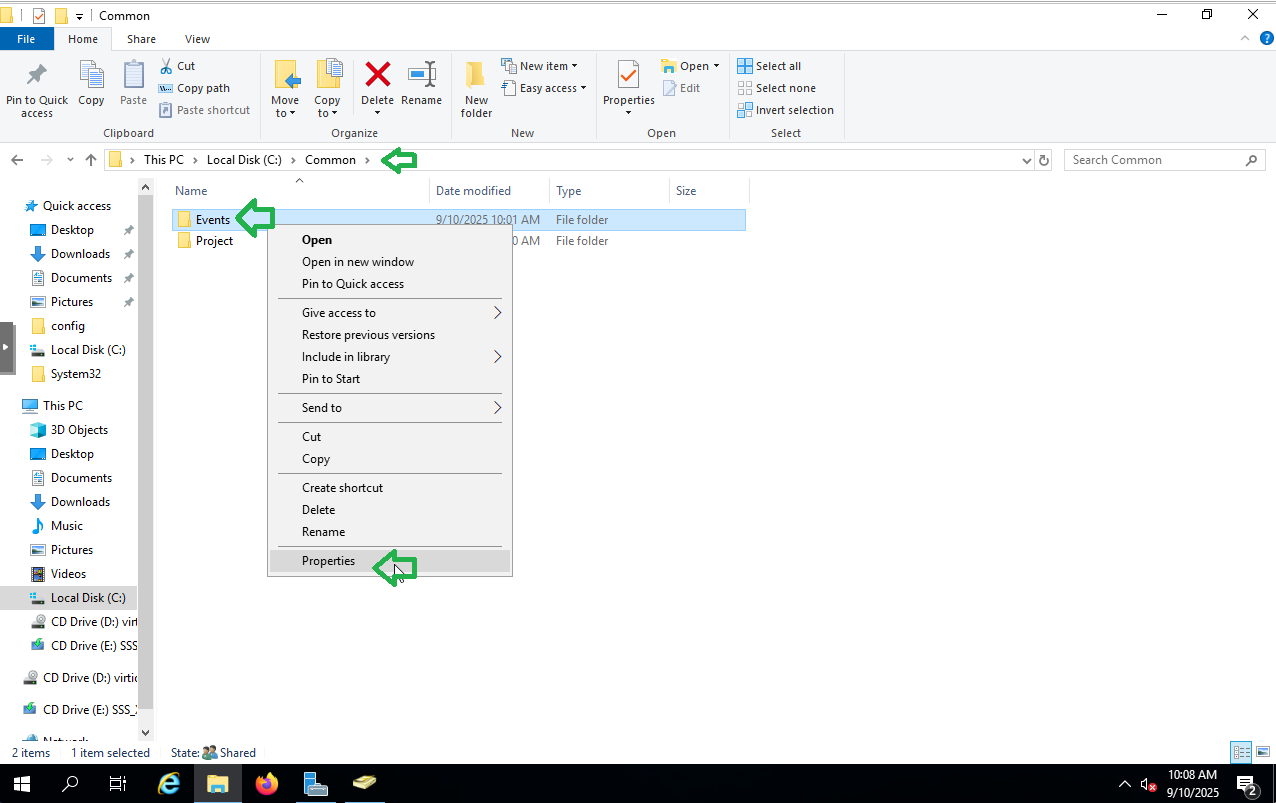 Common
File Home Share View
Pin to Quick access
Copy
Paste
Cut
Copy path
Paste shortcut
Clipboard
Move to
Copy to
Delete
Rename
Organize
New folder
New item
Easy access
New
Properties
Open
Edit
Open
Select all
Select none
Invert selection
Select
This PC > Local Disk (C:) > Common >
Search Common
Name Date modified Type Size
Events 9/10/2025 10:01 AM File folder
Project 0 AM File folder
Open
Open in new window
Pin to Quick access
Give access to
Restore previous versions
Include in library
Pin to Start
Send to
Cut
Copy
Create shortcut
Delete
Rename
Properties
Quick access
Desktop
Downloads
Documents
Pictures
config
Local Disk (C:)
System32
This PC
3D Objects
Desktop
Documents
Downloads
Music
Pictures
Videos
Local Disk (C:)
CD Drive (D:) virti
CD Drive (E:) SSS
CD Drive (D:) virtic
CD Drive (E:) SSS_X
Network
2 items 1 item selected State: Shared
10:08 AM
9/10/2025
2